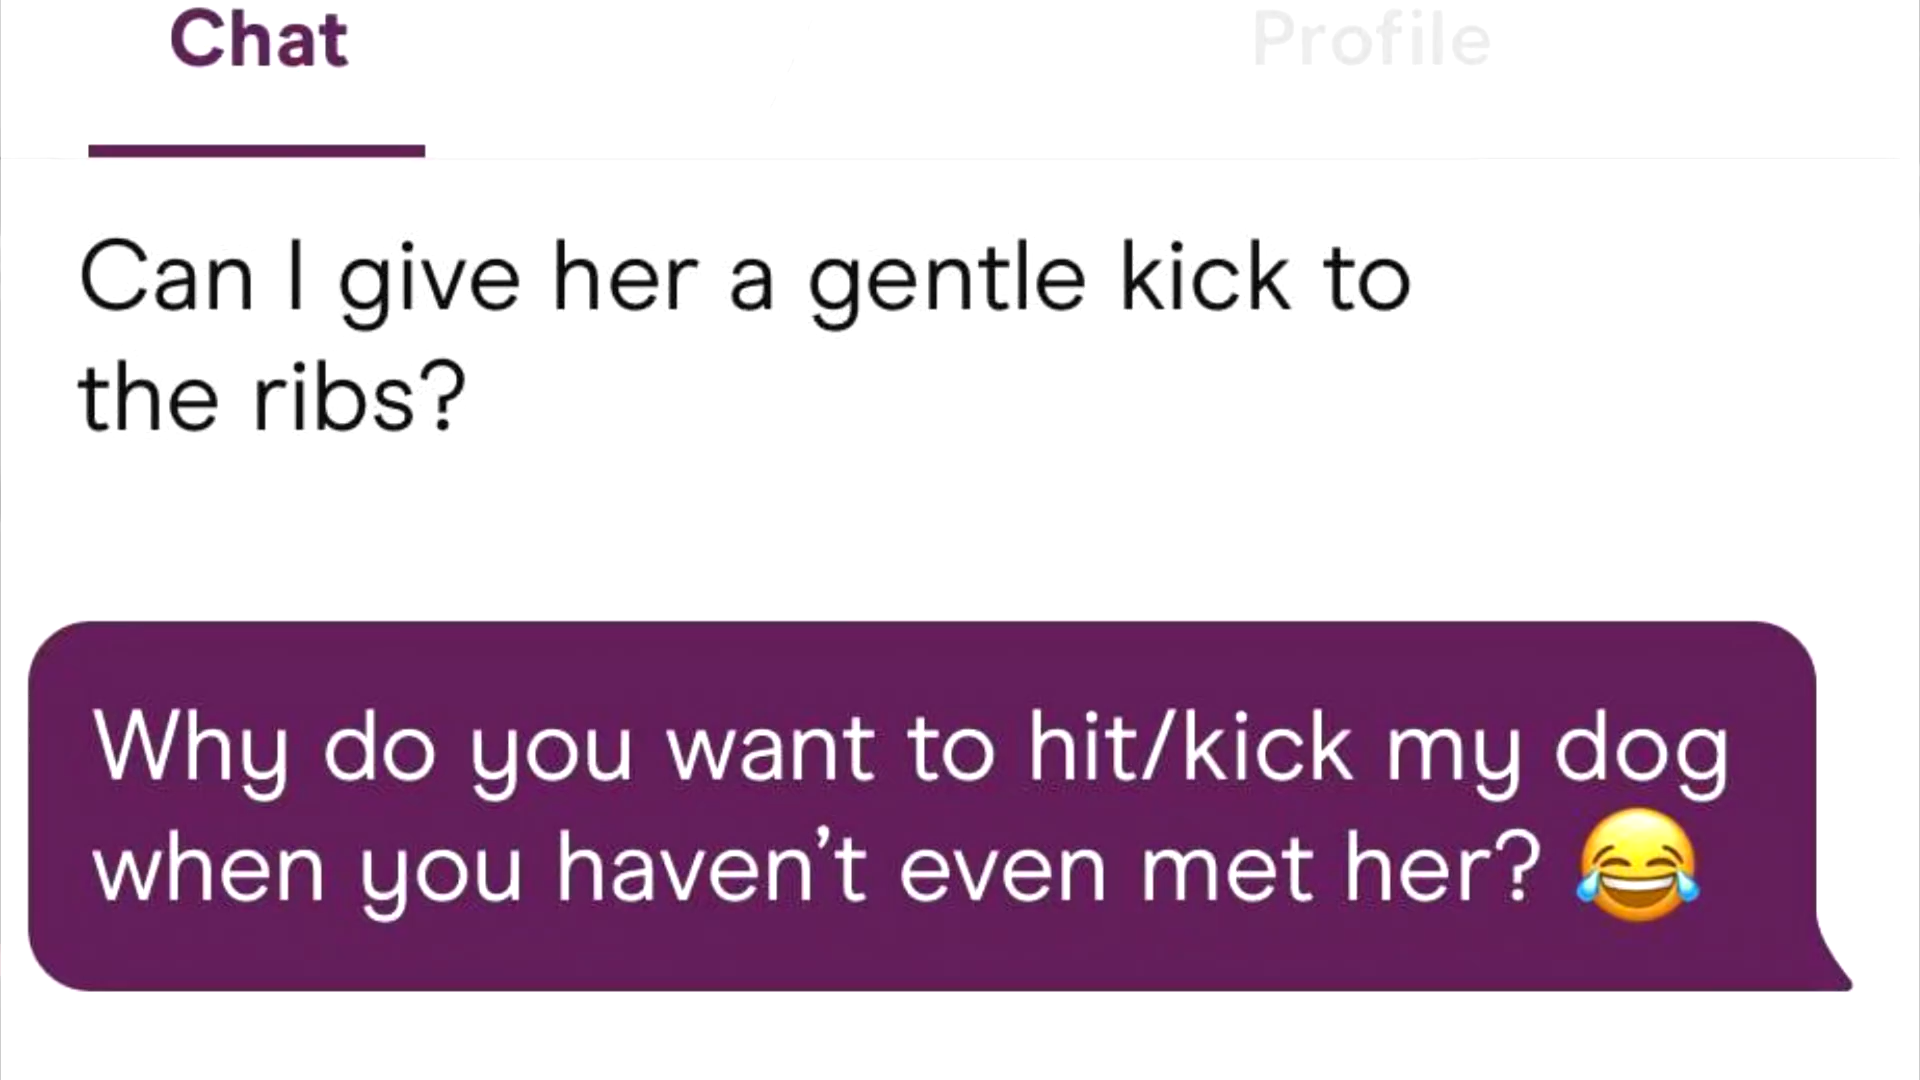 Chat
Profile
Can I give her a gentle kick to
the ribs?
Why do you want to hit/kick my dog
when you haven’t even met her? 😂